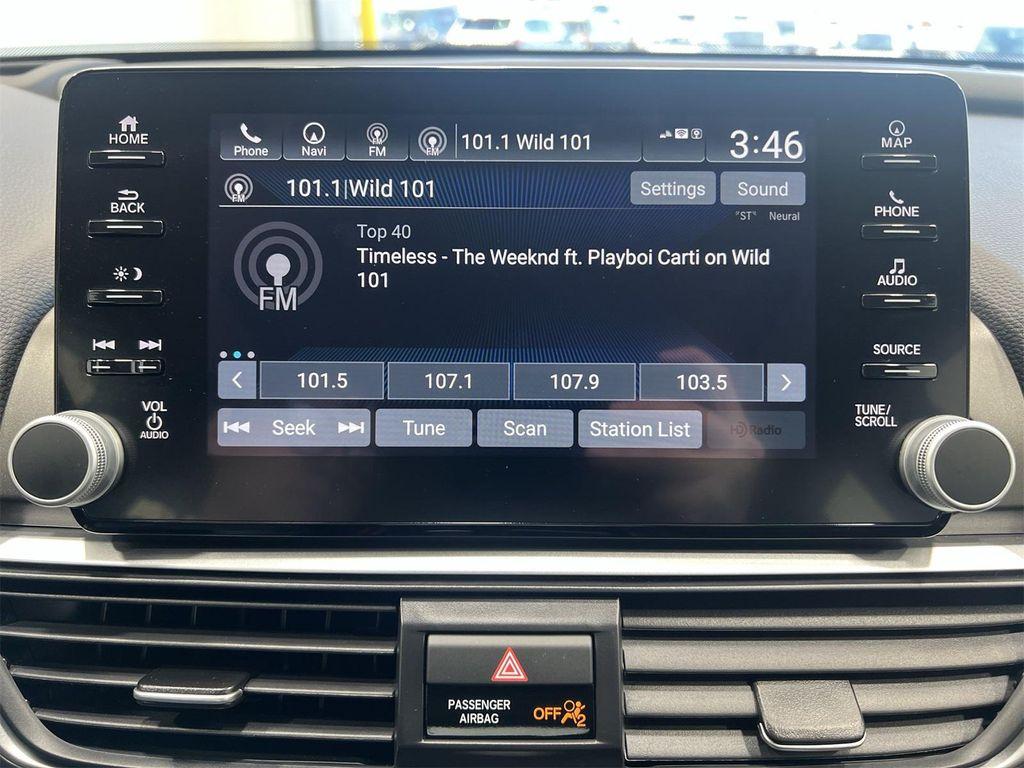 HOME
BACK
VOL
AUDIO
Phone
Navi
FM
FM
101.1 Wild 101
3:46
FM
101.1|Wild 101
Settings
Sound
"ST"
Neural
FM
Top 40
Timeless - The Weeknd ft. Playboi Carti on Wild
101
101.5
107.1
107.9
103.5
Seek
Tune
Scan
Station List
HD Radio
MAP
PHONE
AUDIO
SOURCE
TUNE/
SCROLL
PASSENGER
AIRBAG
OFF
2